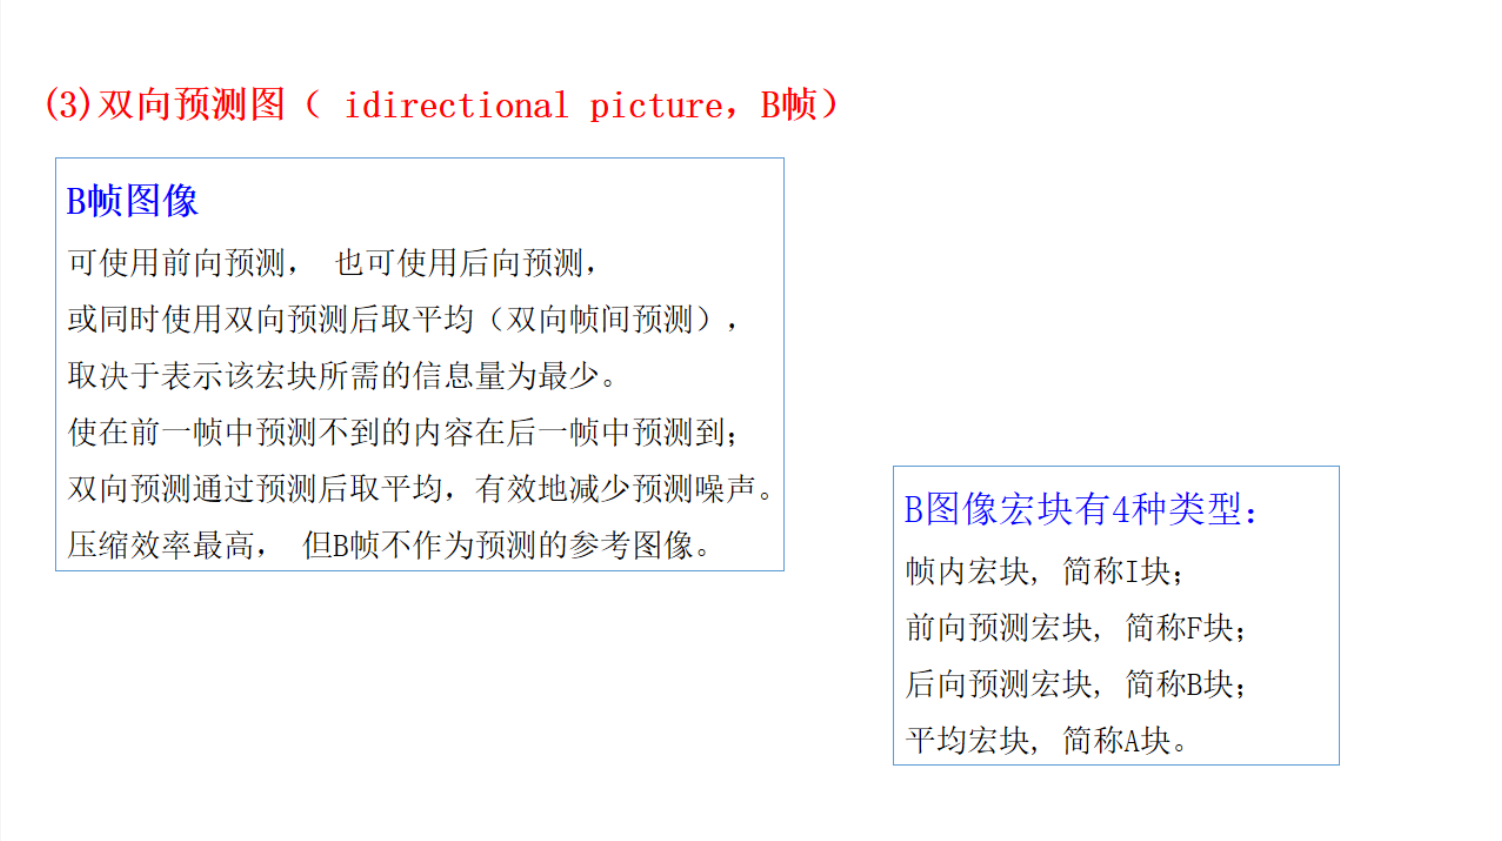 (3)双向预测图（ idirectional picture，B帧）
B帧图像
可使用前向预测， 也可使用后向预测，
或同时使用双向预测后取平均（双向帧间预测），
取决于表示该宏块所需的信息量为最少。
使在前一帧中预测不到的内容在后一帧中预测到；
双向预测通过预测后取平均，有效地减少预测噪声。
压缩效率最高， 但B帧不作为预测的参考图像。
B图像宏块有4种类型：
帧内宏块, 简称I块；
前向预测宏块, 简称F块；
后向预测宏块, 简称B块；
平均宏块, 简称A块。